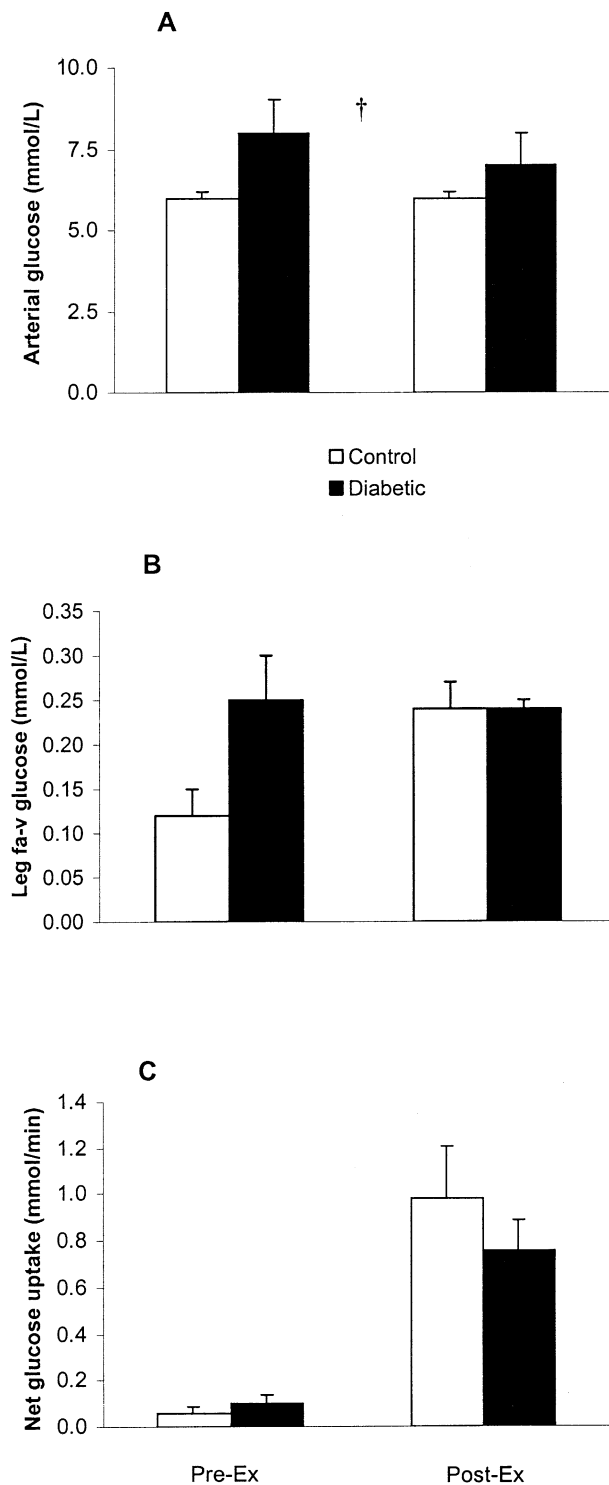 A
10.0
7.5
5.0
2.5
0.0
Arterial glucose (mmol/L)
†
Control
Diabetic
B
0.35
0.30
0.25
0.20
0.15
0.10
0.05
0.00
Leg fa-v glucose (mmol/L)
C
1.4
1.2
1.0
0.8
0.6
0.4
0.2
0.0
Net glucose uptake (mmol/min)
Pre-Ex
Post-Ex